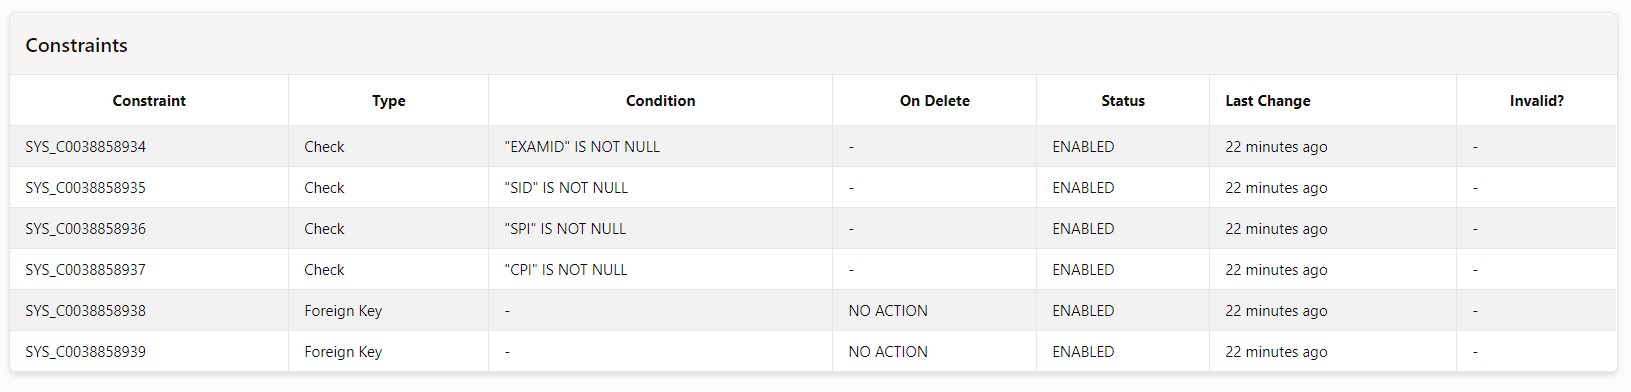 Constraints
Constraint Type Condition On Delete Status Last Change Invalid?
SYS_C0038858934 Check "EXAMID" IS NOT NULL - ENABLED 22 minutes ago -
SYS_C0038858935 Check "SID" IS NOT NULL - ENABLED 22 minutes ago -
SYS_C0038858936 Check "SPI" IS NOT NULL - ENABLED 22 minutes ago -
SYS_C0038858937 Check "CPI" IS NOT NULL - ENABLED 22 minutes ago -
SYS_C0038858938 Foreign Key - NO ACTION ENABLED 22 minutes ago -
SYS_C0038858939 Foreign Key - NO ACTION ENABLED 22 minutes ago -